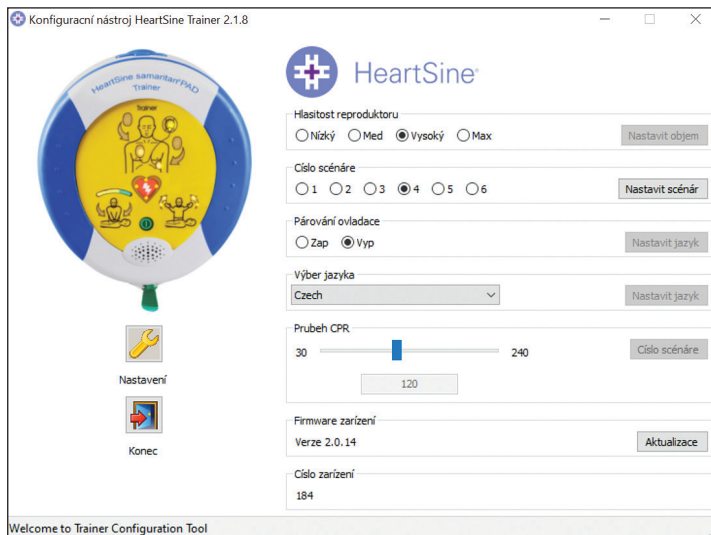 Konfiguracní nástroj HeartSine Trainer 2.1.8
HeartSine samaritan PAD
Trainer
Trainer
HeartSine
Hlasitost reproduktoru
Nízký Med Vysoký Max Nastavit objem
Císlo scénáre
1 2 3 4 5 6 Nastavit scénár
Párování ovladace
Zap Vyp Nastavit jazyk
Výber jazyka
Czech Nastavit jazyk
Prubeh CPR
30 240 Císlo scénáre
120
Nastavení
Konec
Firmware zarízení
Verze 2.0.14 Aktualizace
Císlo zarízení
184
Welcome to Trainer Configuration Tool